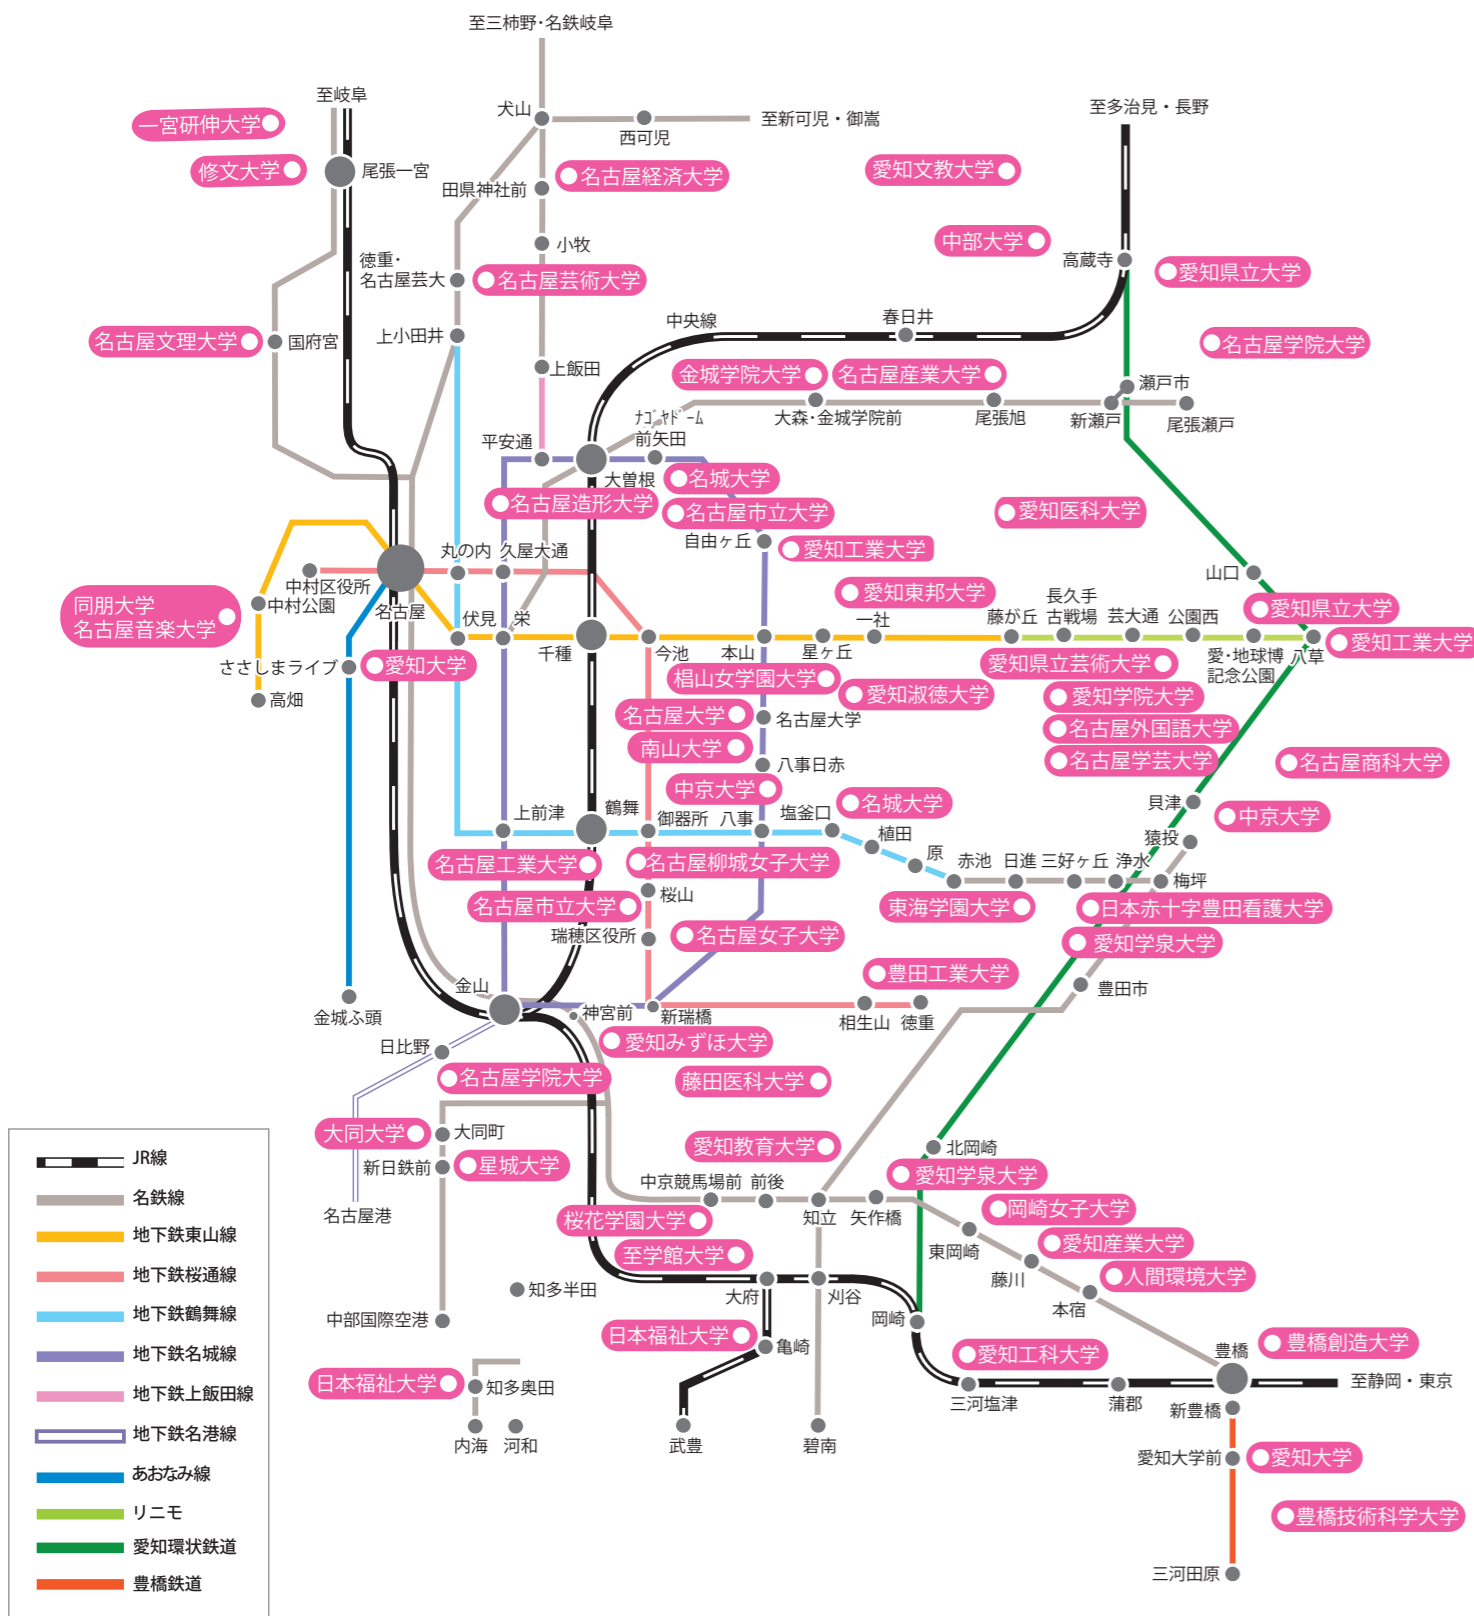 至三柿野・名鉄岐阜
至岐阜
犬山
西可児
至新可児・御嵩
至多治見・長野
一宮研伸大学
修文大学
尾張一宮
田県神社前
名古屋経済大学
愛知文教大学
小牧
中部大学
高蔵寺
愛知県立大学
徳重・
名古屋芸大
名古屋芸術大学
中央線
春日井
名古屋文理大学
国府宮
上小田井
名古屋学院大学
上飯田
金城学院大学
名古屋産業大学
瀬戸市
大森・金城学院前
尾張旭
新瀬戸
尾張瀬戸
ナゴヤドーム
前矢田
平安通
大曽根
名城大学
名古屋造形大学
名古屋市立大学
愛知医科大学
自由ヶ丘
愛知工業大学
丸の内
久屋大通
中村区役所
中村公園
名古屋
山口
同朋大学
名古屋音楽大学
愛知東邦大学
長久手
古戦場
愛知県立大学
伏見
栄
一社
藤が丘
芸大通
公園西
愛知工業大学
千種
今池
本山
星ヶ丘
愛・地球博
記念公園
八草
ささしまライブ
愛知大学
愛知県立芸術大学
椙山女学園大学
愛知淑徳大学
愛知学院大学
高畑
名古屋大学
名古屋大学
名古屋外国語大学
南山大学
八事日赤
名古屋学芸大学
名古屋商科大学
中京大学
名城大学
貝津
中京大学
上前津
鶴舞
御器所
八事
塩釜口
植田
猿投
原
赤池
日進
三好ヶ丘
浄水
梅坪
名古屋工業大学
名古屋柳城女子大学
桜山
名古屋市立大学
東海学園大学
日本赤十字豊田看護大学
瑞穂区役所
名古屋女子大学
愛知学泉大学
豊田工業大学
豊田市
金山
金城ふ頭
神宮前
新瑞橋
相生山
徳重
日比野
愛知みずほ大学
名古屋学院大学
藤田医科大学
大同大学
大同町
愛知教育大学
北岡崎
新日鉄前
星城大学
愛知学泉大学
中京競馬場前
前後
名古屋港
知立
矢作橋
岡崎女子大学
桜花学園大学
東岡崎
愛知産業大学
至学館大学
藤川
人間環境大学
知多半田
大府
刈谷
本宿
中部国際空港
岡崎
日本福祉大学
亀崎
豊橋創造大学
愛知工科大学
豊橋
日本福祉大学
知多奥田
至静岡・東京
三河塩津
蒲郡
新豊橋
内海
河和
武豊
碧南
愛知大学前
愛知大学
豊橋技術科学大学
三河田原
JR線
名鉄線
地下鉄東山線
地下鉄桜通線
地下鉄鶴舞線
地下鉄名城線
地下鉄上飯田線
地下鉄名港線
あおなみ線
リニモ
愛知環状鉄道
豊橋鉄道